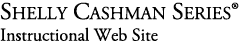 SHELLY CASHMAN SERIES®
Instructional Web Site